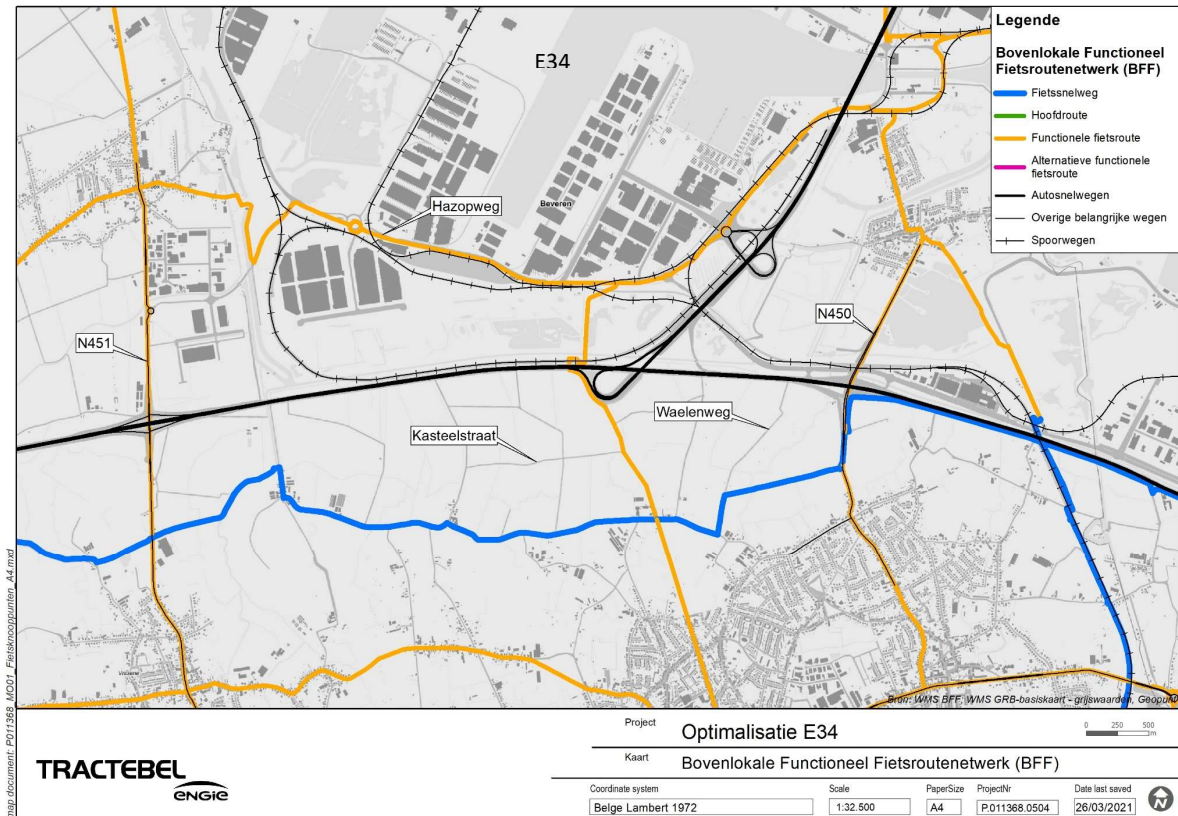 E34
Legende
Bovenlokale Functioneel
Fietsroutenetwerk (BFF)
Fietssnelweg
Hoofdroute
Functionele fietsroute
Alternatieve functionele
fietsroute
Autosnelwegen
Overige belangrijke wegen
Spoorwegen
Hazopweg
Beveren
N451
N450
Waelenweg
Kasteelstraat
Vrasene
Bron: WMS BFF, WMS GRB-basiskaart - grijswaarden, Geopunt
map document: P011368_MO01_Fietsknooppunten_A4.mxd
Project
Optimalisatie E34
0 250 500
m
Kaart
Bovenlokale Functioneel Fietsroutenetwerk (BFF)
TRACTEBEL
ENGIE
Coordinate system
Belge Lambert 1972
Scale
1:32.500
PaperSize
A4
ProjectNr
P.011368.0504
Date last saved
26/03/2021
N